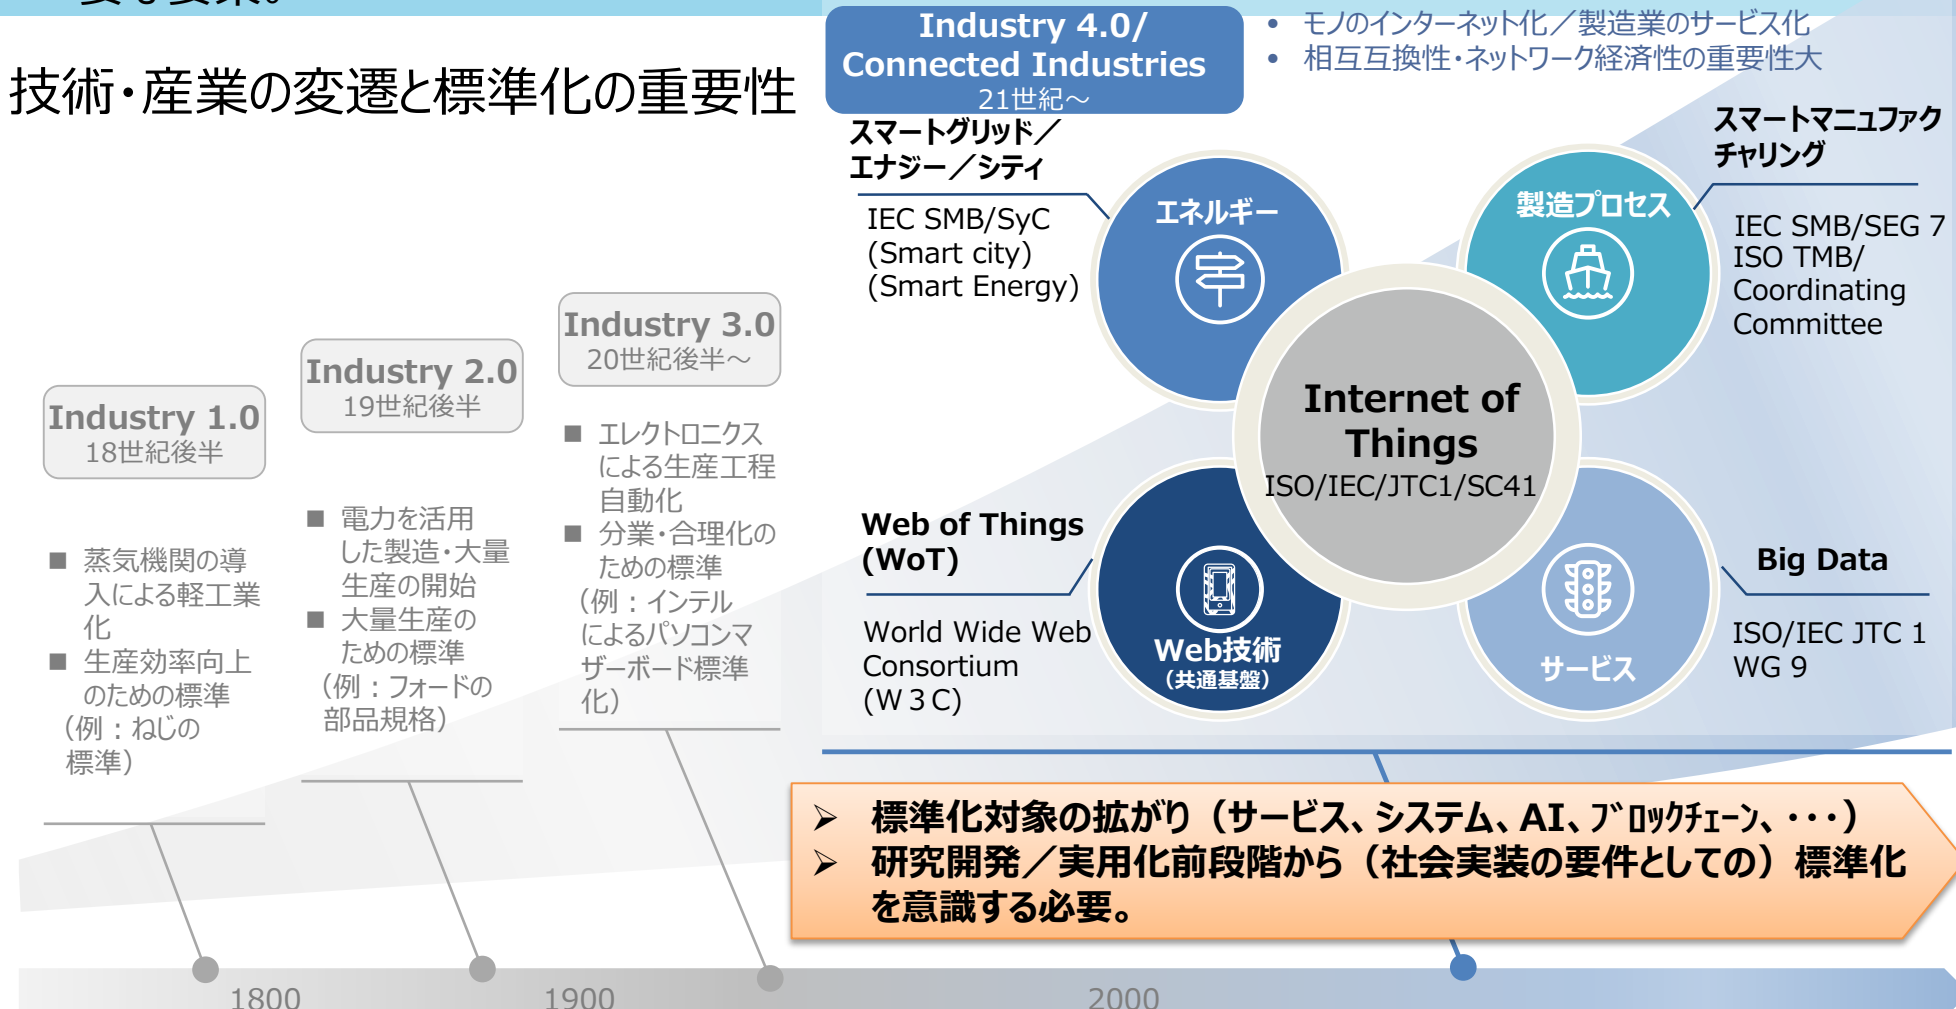 技術・産業の変遷と標準化の重要性
Industry 4.0/
Connected Industries
21世紀～
• モノのインターネット化／製造業のサービス化
• 相互互換性・ネットワーク経済性の重要性大
スマートグリッド／
エナジー／シティ
IEC SMB/SyC
(Smart city)
(Smart Energy)
エネルギー
製造プロセス
スマートマニュファク
チャリング
IEC SMB/SEG 7
ISO TMB/
Coordinating
Committee
Internet of
Things
ISO/IEC/JTC1/SC41
Web of Things
(WoT)
World Wide Web
Consortium
(W３C)
Web技術
（共通基盤）
サービス
Big Data
ISO/IEC JTC 1
WG 9
Industry 1.0
18世紀後半
■ 蒸気機関の導
入による軽工業
化
■ 生産効率向上
のための標準
（例：ねじの
標準）
Industry 2.0
19世紀後半
■ 電力を活用
した製造・大量
生産の開始
■ 大量生産の
ための標準
（例：フォードの
部品規格）
Industry 3.0
20世紀後半～
■ エレクトロニクス
による生産工程
自動化
■ 分業・合理化の
ための標準
（例：インテル
によるパソコンマ
ザーボード標準
化）
➢ 標準化対象の拡がり（サービス、システム、AI、ﾌﾞﾛｯｸﾁｪｰﾝ、・・・）
➢ 研究開発／実用化前段階から（社会実装の要件としての）標準化
を意識する必要。
1800
1900
2000